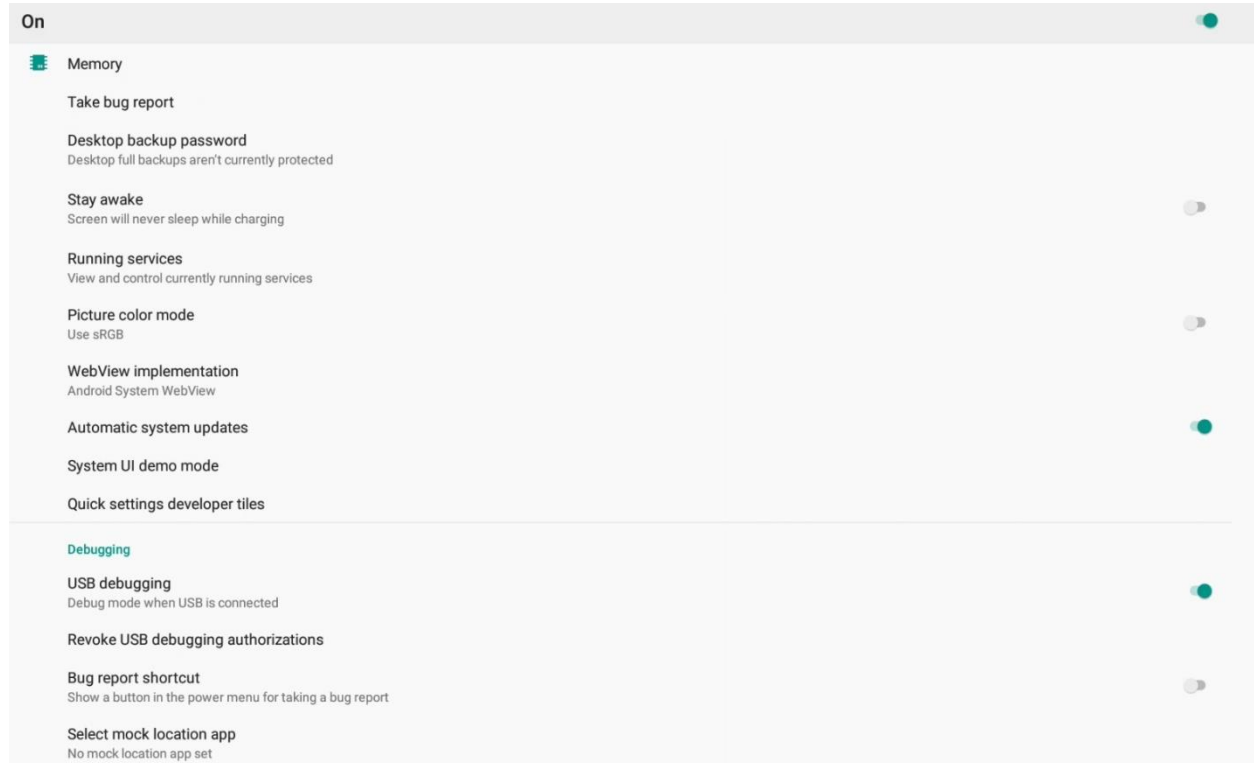 On
Memory
Take bug report
Desktop backup password
Desktop full backups aren't currently protected
Stay awake
Screen will never sleep while charging
Running services
View and control currently running services
Picture color mode
Use sRGB
WebView implementation
Android System WebView
Automatic system updates
System UI demo mode
Quick settings developer tiles
Debugging
USB debugging
Debug mode when USB is connected
Revoke USB debugging authorizations
Bug report shortcut
Show a button in the power menu for taking a bug report
Select mock location app
No mock location app set